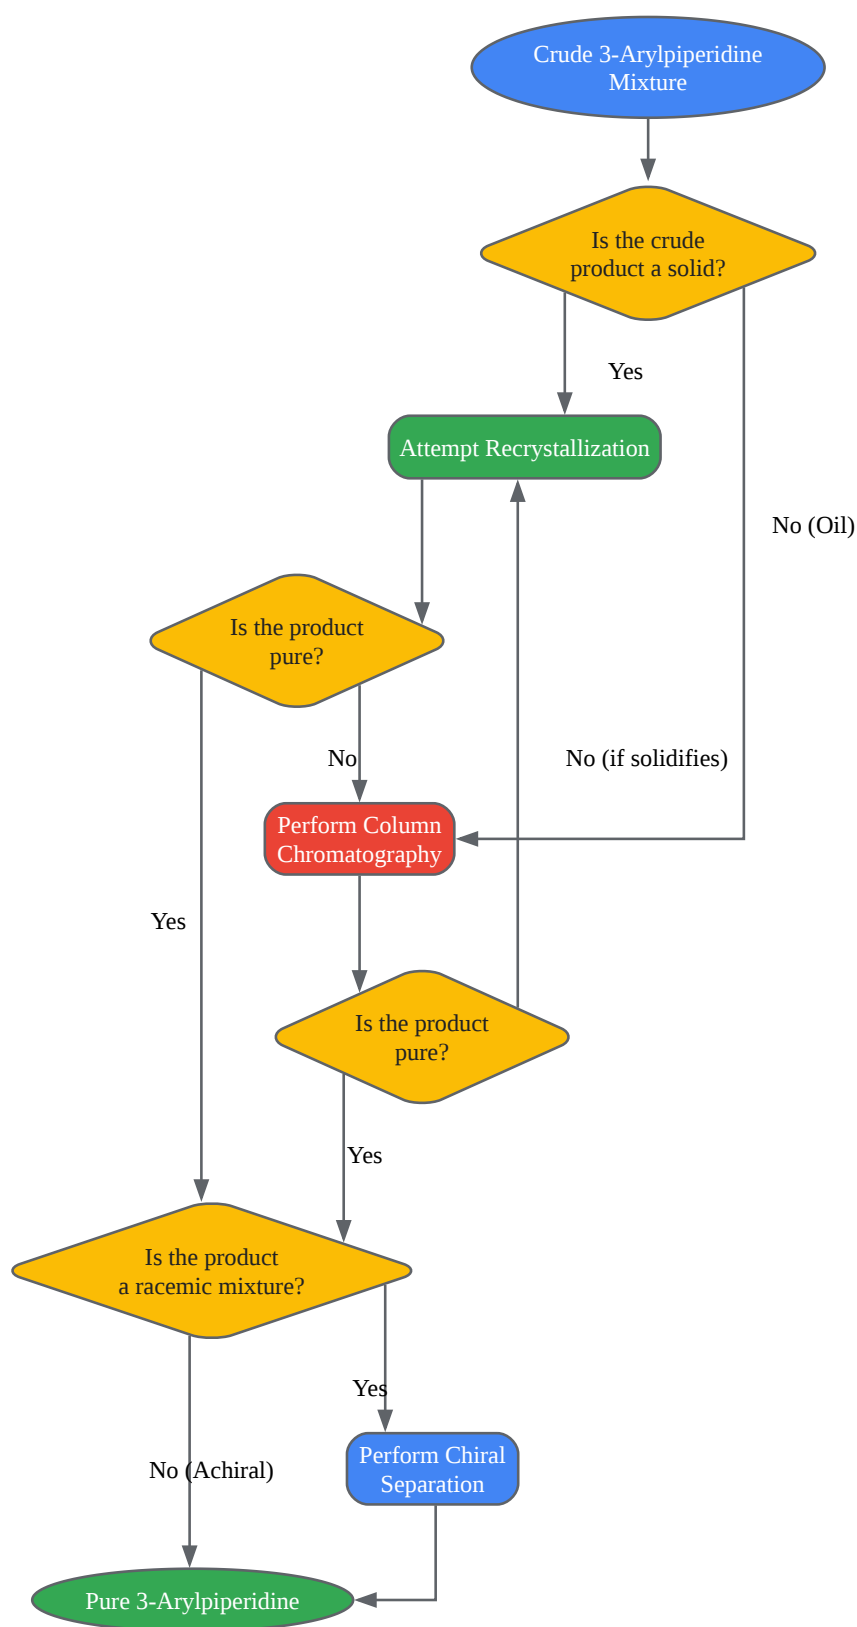 Crude 3-Arylpiperidine
Mixture
Is the crude
product a solid?
Yes
Attempt Recrystallization
No (Oil)
Is the product
pure?
No
No (if solidifies)
Perform Column
Chromatography
Yes
Is the product
pure?
Yes
Is the product
a racemic mixture?
Yes
Perform Chiral
Separation
No (Achiral)
Pure 3-Arylpiperidine